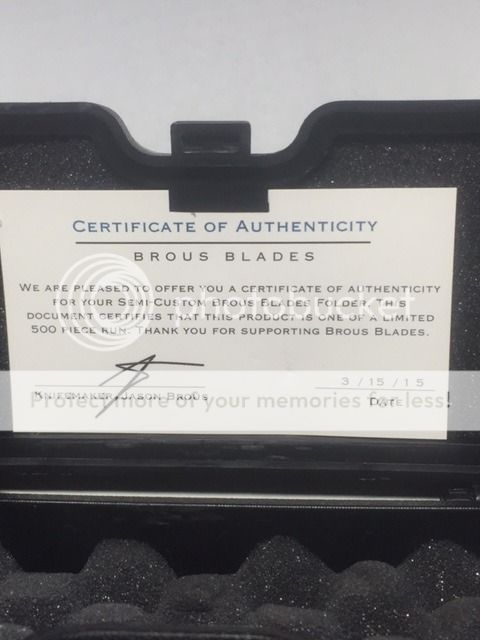 CERTIFICATE OF AUTHENTICITY
BROUS BLADES
WE ARE PLEASED TO OFFER YOU A CERTIFICATE OF AUTHENTICITY
FOR YOUR SEMI-CUSTOM BROUS BLADES FOLDER. THIS
DOCUMENT CERTIFIES THAT THIS PRODUCT IS ONE OF A LIMITED
500 PIECE RUN. THANK YOU FOR SUPPORTING BROUS BLADES.
photobucket
3/15/15
KNIFEMAKER, JASON BROUS
DATE
Protect more of your memories for less!